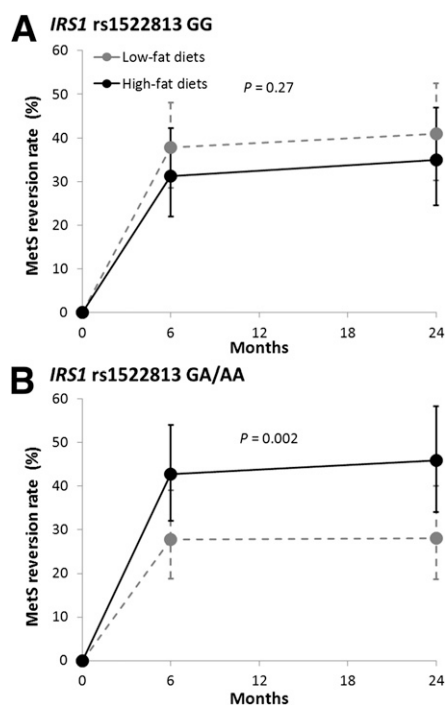 A IRS1 rs1522813 GG
MetS reversion rate (%)
60
50
40
30
20
10
0
Low-fat diets
High-fat diets
P = 0.27
0 6 12 18 24
Months
B IRS1 rs1522813 GA/AA
MetS reversion rate (%)
60
50
40
30
20
10
0
P = 0.002
0 6 12 18 24
Months